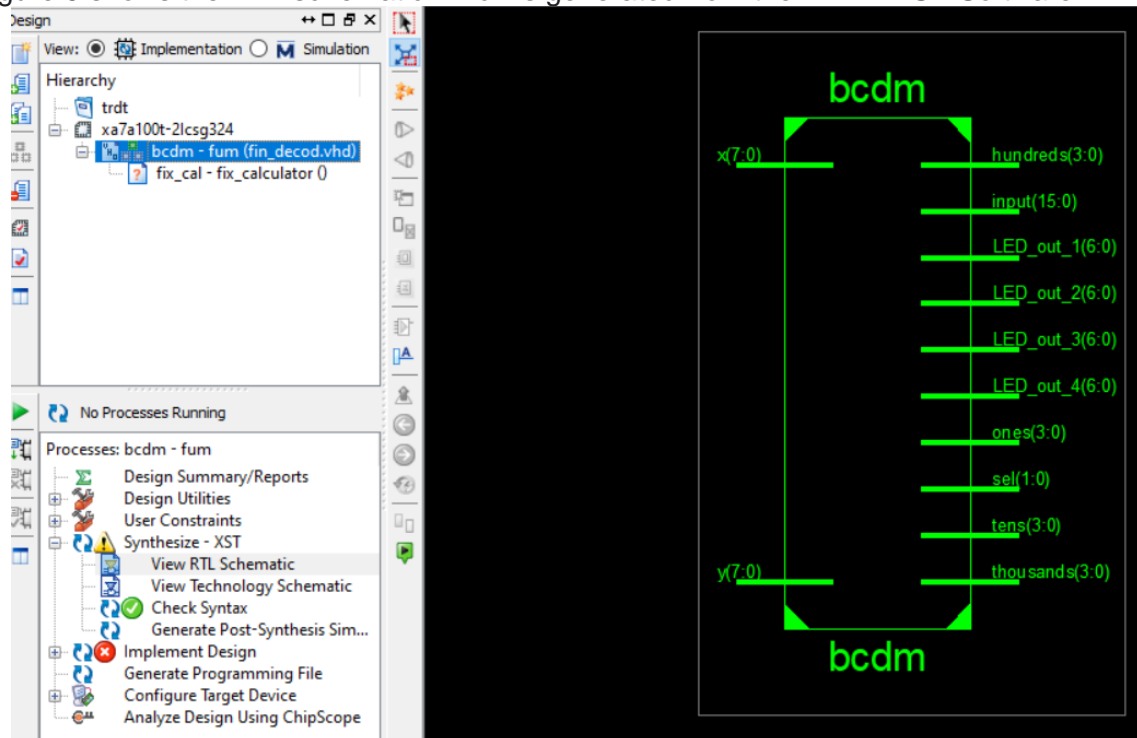 Design
View: Implementation Simulation
Hierarchy
trdt
xa7a100t-2lcsg324
bcdm - fum (fin_decod.vhd)
fix_cal - fix_calculator ()
No Processes Running
Processes: bcdm - fum
Design Summary/Reports
Design Utilities
User Constraints
Synthesize - XST
View RTL Schematic
View Technology Schematic
Check Syntax
Generate Post-Synthesis Sim...
Implement Design
Generate Programming File
Configure Target Device
Analyze Design Using ChipScope
bcdm
x(7:0)
y(7:0)
hundreds(3:0)
input(15:0)
LED_out_1(6:0)
LED_out_2(6:0)
LED_out_3(6:0)
LED_out_4(6:0)
ones(3:0)
sel(1:0)
tens(3:0)
thousands(3:0)
bcdm